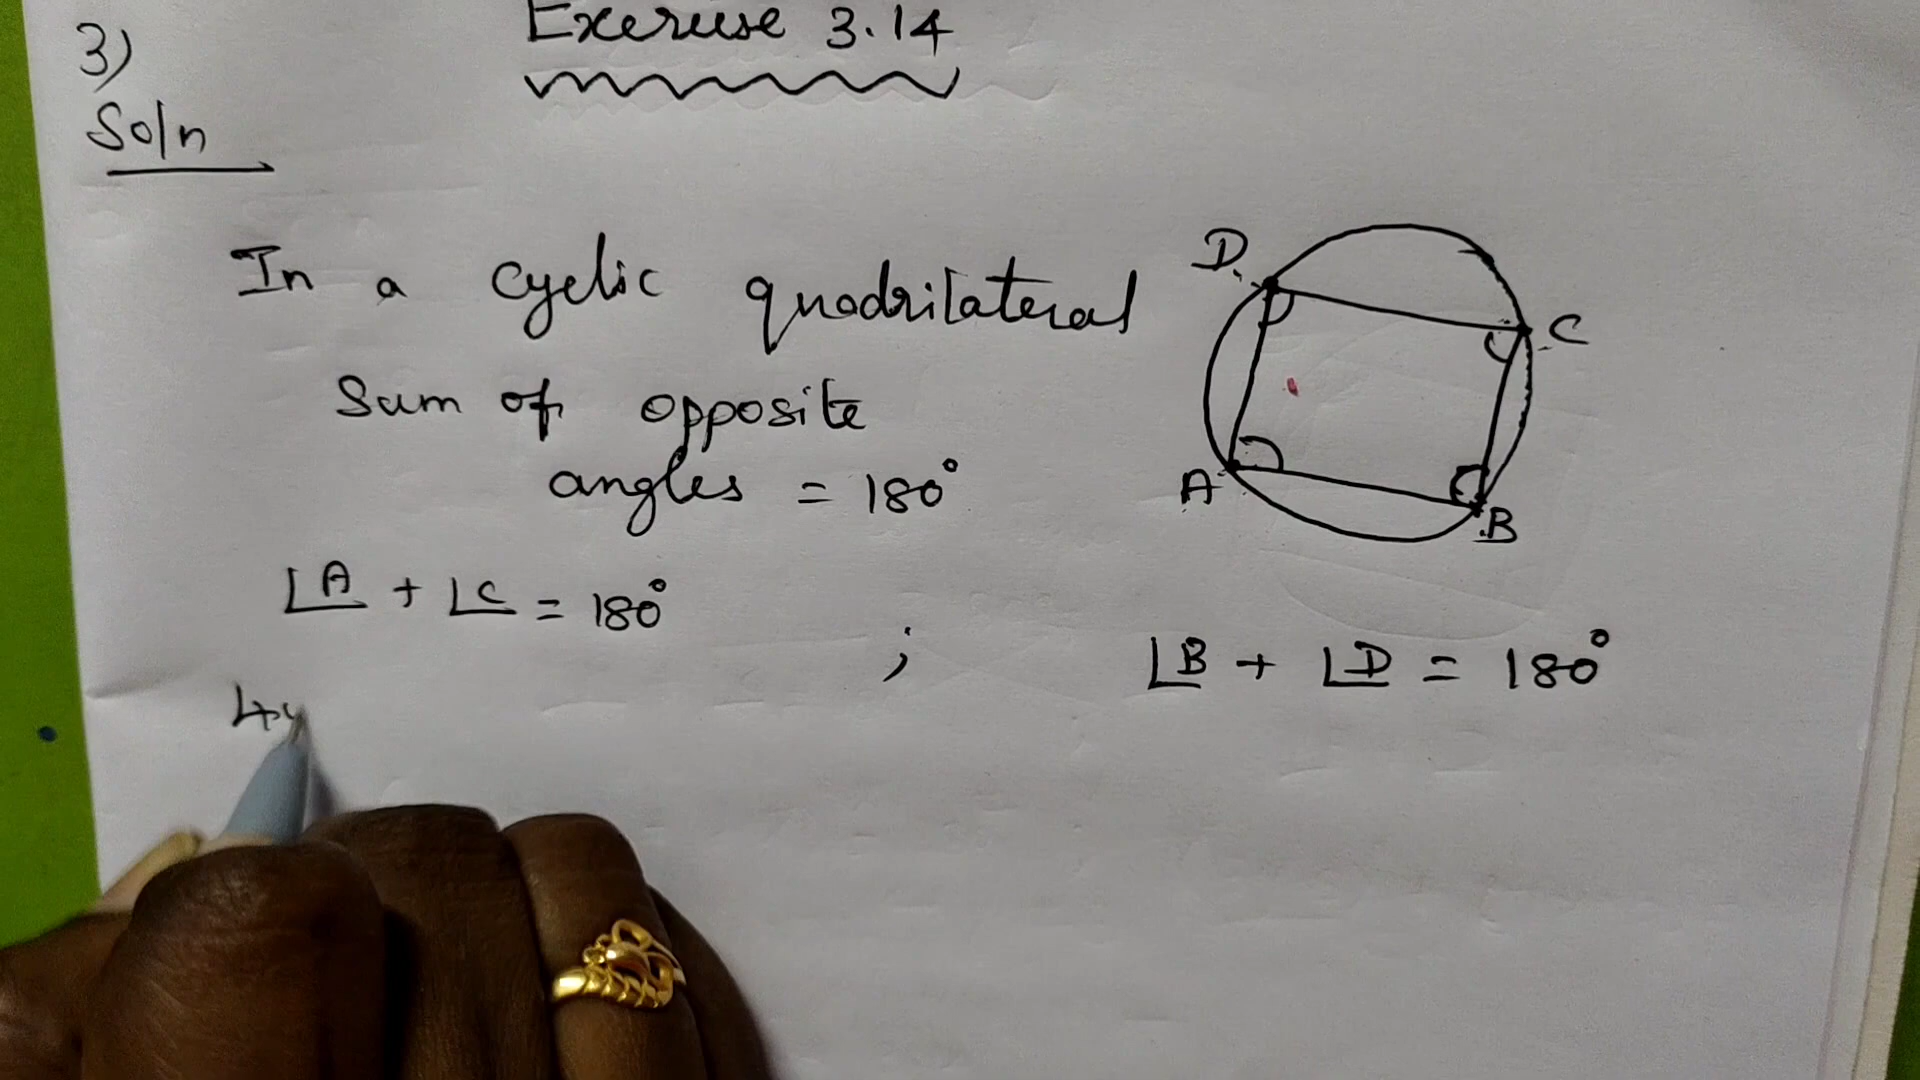 Exercise 3.14
3)
Soln
In a cyclic quadrilateral
Sum of opposite
angles = 180°
∠A + ∠C = 180° ; ∠B + ∠D = 180°
D
C
A
B